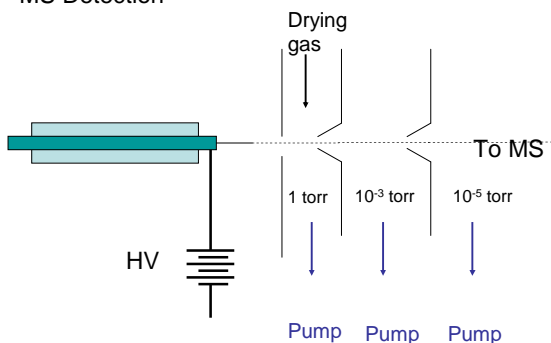 MS Detection
Drying
gas
To MS
1 torr 10⁻³ torr 10⁻⁵ torr
HV
Pump Pump Pump